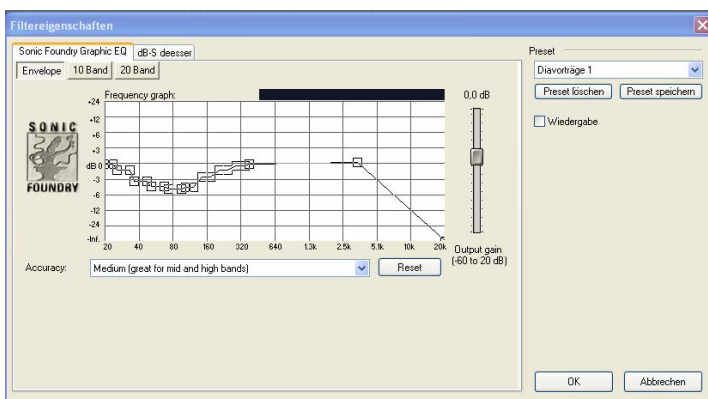 Filtereigenschaften
Sonic Foundry Graphic EQ dB-S deesser
Envelope 10 Band 20 Band
Frequency graph:
0,0 dB
+24
+12
+6
+3
dB 0
-3
-6
-12
-24
-Inf.
20 40 80 160 320 640 1.3k 2.5k 5.1k 10k 20k
SONIC
FOUNDRY
Output gain
(-60 to 20 dB)
Accuracy: Medium (great for mid and high bands) Reset
Preset
Diavorträge 1
Preset löschen Preset speichern
Wiedergabe
OK Abbrechen